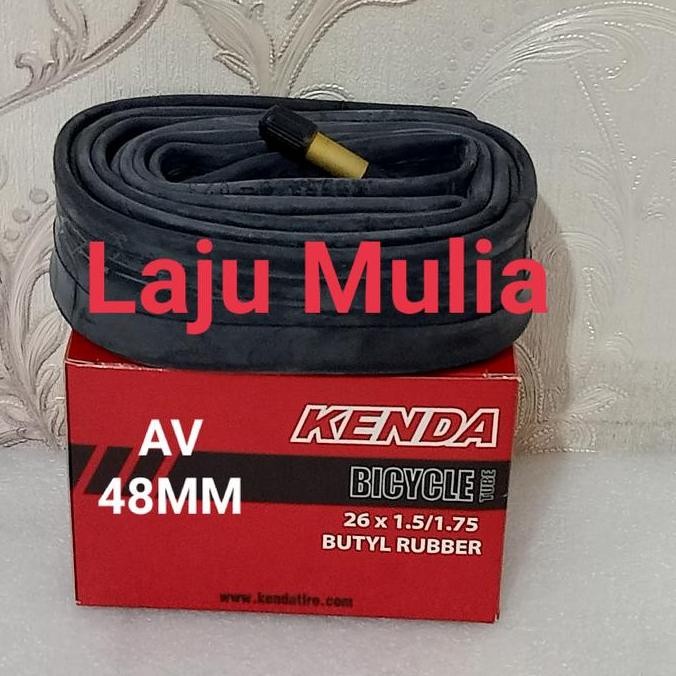 Laju Mulia
AV
48MM
KENDA
BICYCLE TUBE
26 x 1.5/1.75
BUTYL RUBBER
www.kendatire.com